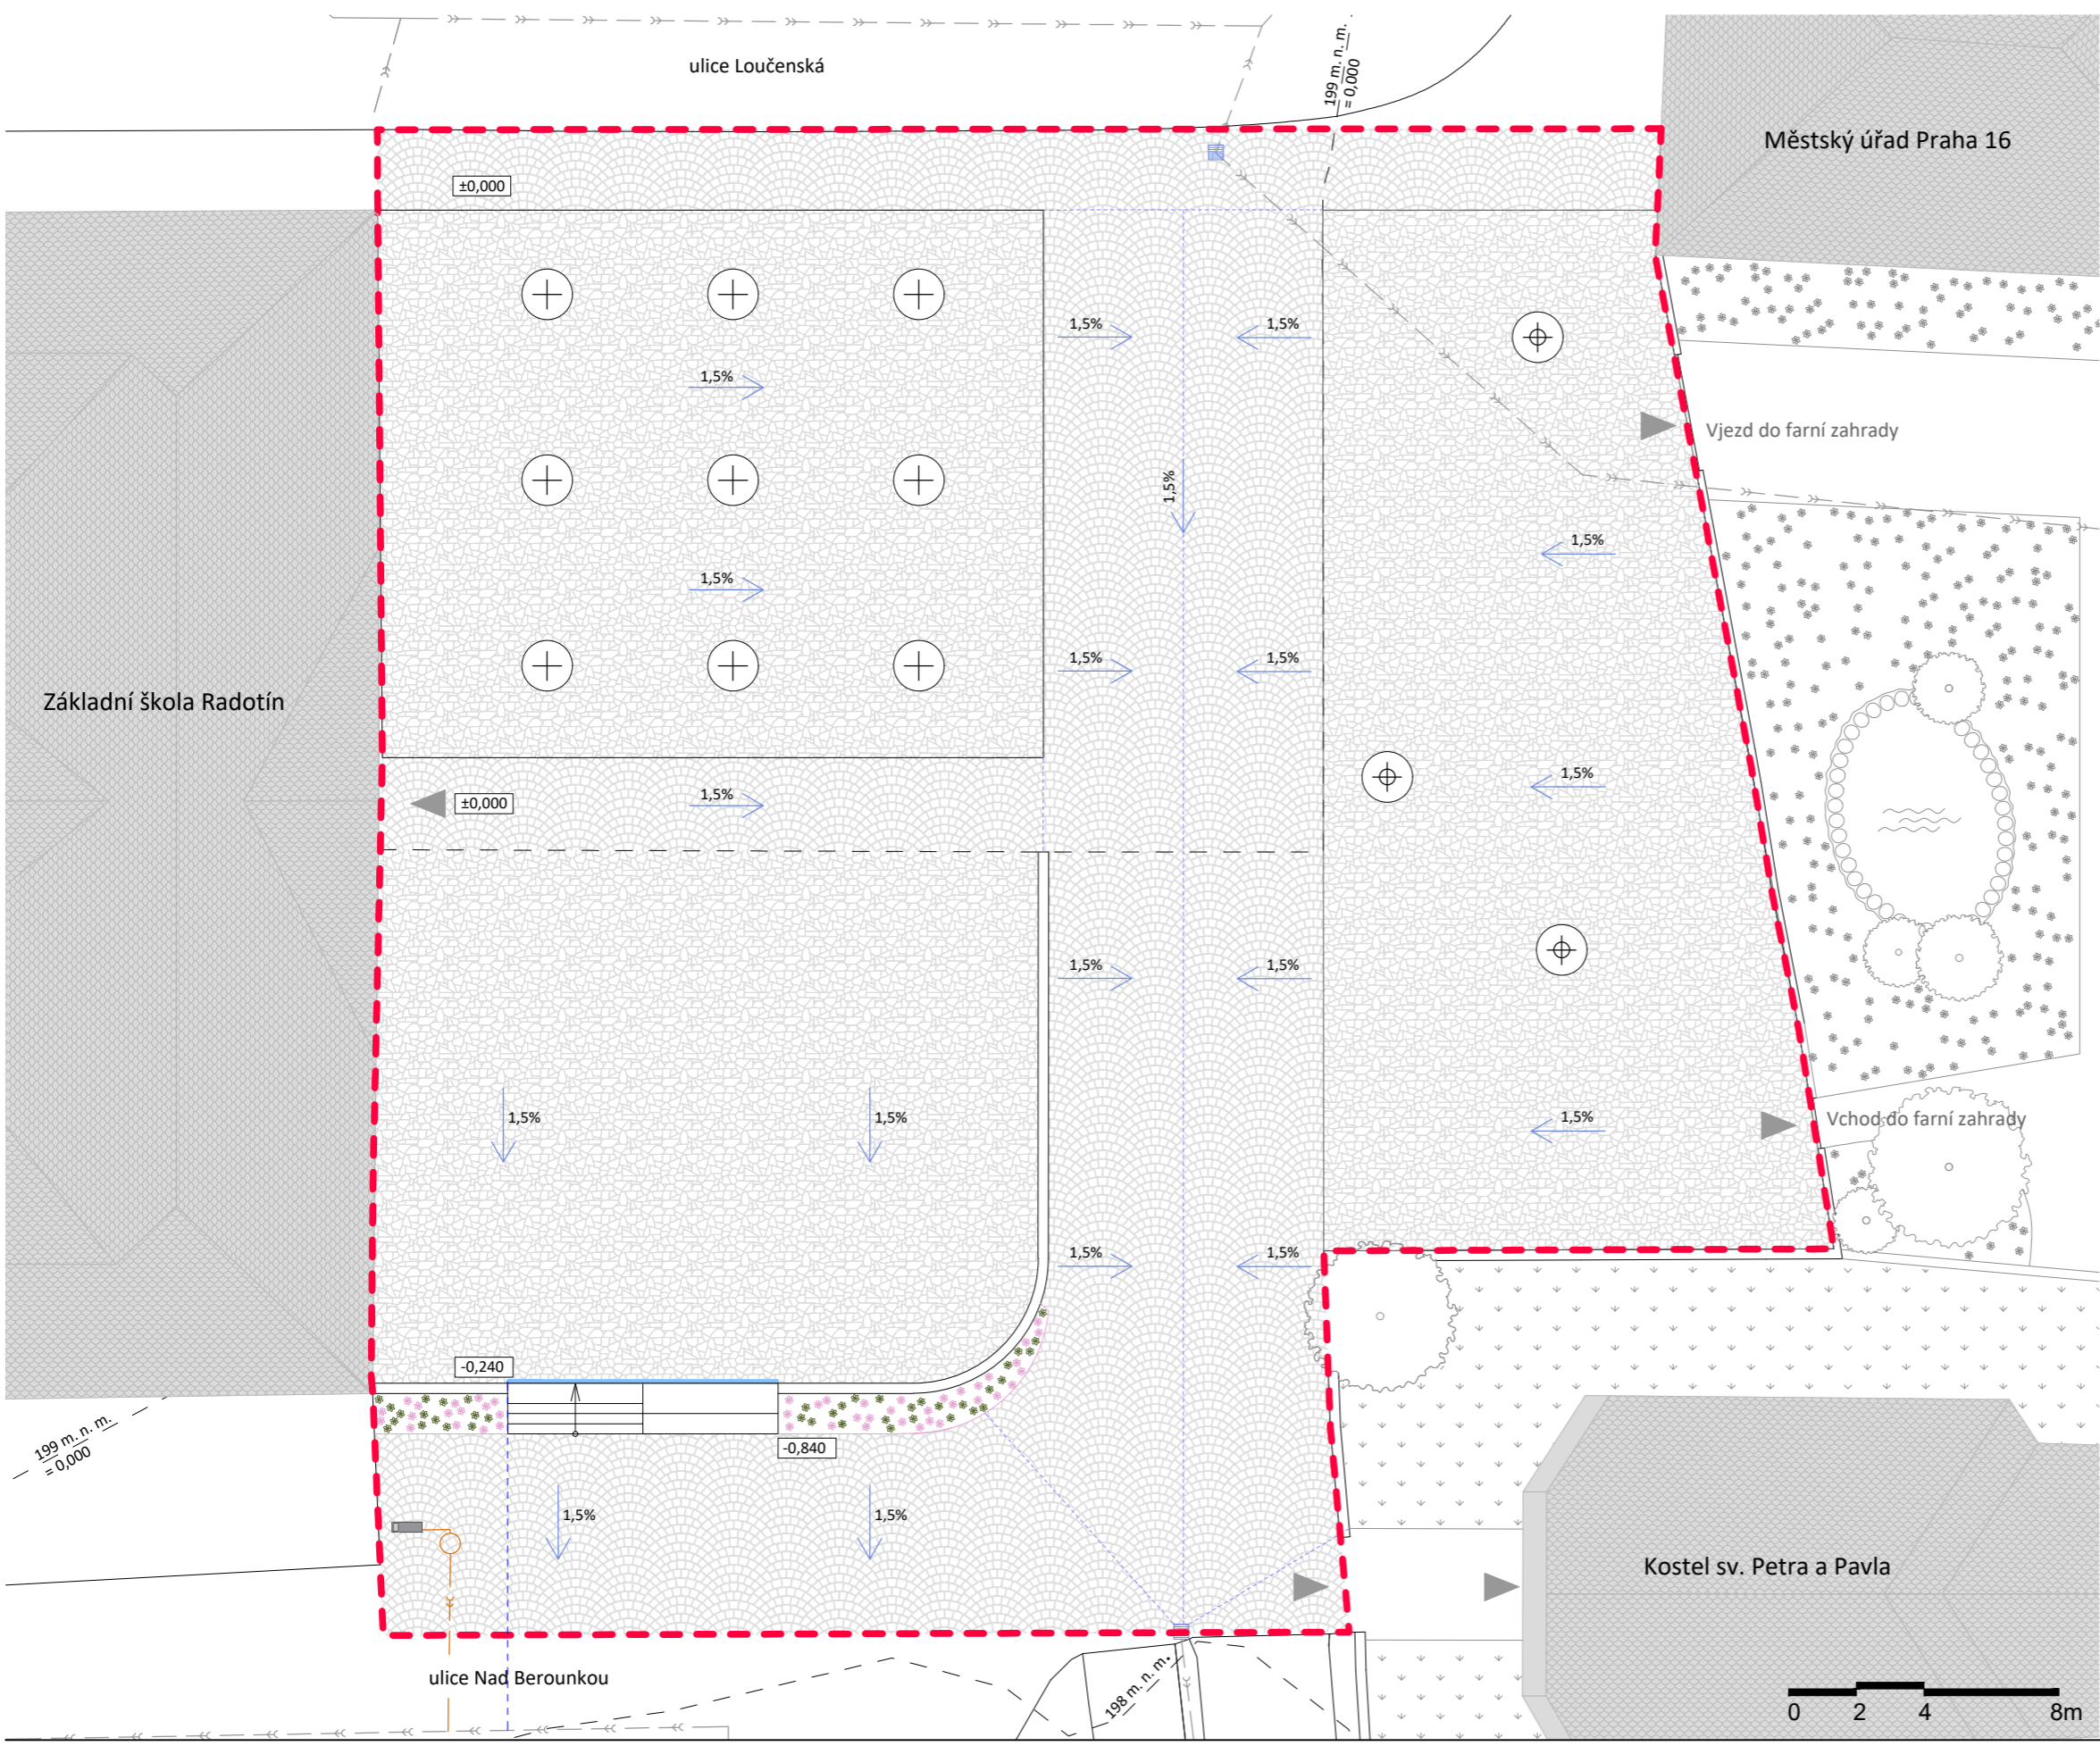 ulice Loučenská
199 m. n. m.
= 0,000
Městský úřad Praha 16
±0,000
1,5%
1,5%
1,5%
Vjezd do farní zahrady
1,5%
1,5%
1,5%
1,5%
1,5%
Základní škola Radotín
1,5%
±0,000
1,5%
1,5%
1,5%
1,5%
1,5%
1,5%
1,5%
Vchod do farní zahrady
1,5%
1,5%
-0,240
199 m. n. m.
= 0,000
-0,840
1,5%
1,5%
Kostel sv. Petra a Pavla
ulice Nad Berounkou
198 m. n. m.
0 2 4 8m